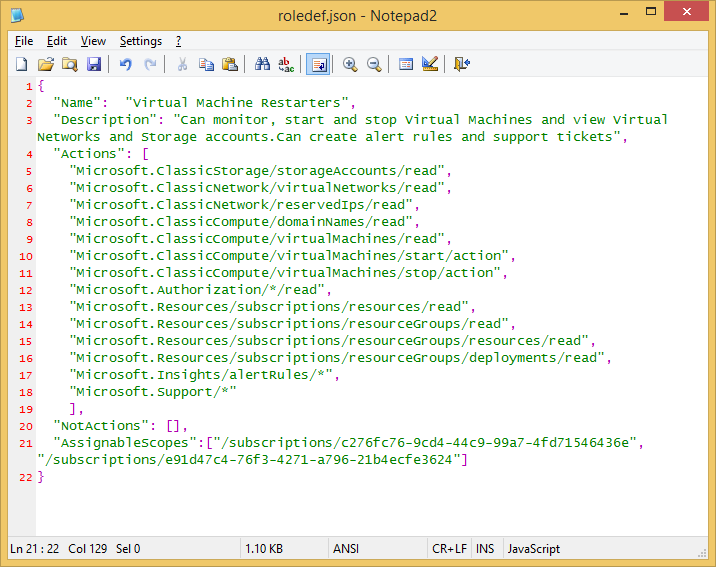 roledef.json - Notepad2
File Edit View Settings ?
1 {
2 "Name":  "Virtual Machine Restarters",
3 "Description": "Can monitor, start and stop Virtual Machines and view Virtual
Networks and Storage accounts.Can create alert rules and support tickets",
4 "Actions": [
5 "Microsoft.ClassicStorage/storageAccounts/read",
6 "Microsoft.ClassicNetwork/virtualNetworks/read",
7 "Microsoft.ClassicNetwork/reservedIps/read",
8 "Microsoft.ClassicCompute/domainNames/read",
9 "Microsoft.ClassicCompute/virtualMachines/read",
10 "Microsoft.ClassicCompute/virtualMachines/start/action",
11 "Microsoft.ClassicCompute/virtualMachines/stop/action",
12 "Microsoft.Authorization/*/read",
13 "Microsoft.Resources/subscriptions/resources/read",
14 "Microsoft.Resources/subscriptions/resourceGroups/read",
15 "Microsoft.Resources/subscriptions/resourceGroups/resources/read",
16 "Microsoft.Resources/subscriptions/resourceGroups/deployments/read",
17 "Microsoft.Insights/alertRules/*",
18 "Microsoft.Support/*"
19 ],
20 "NotActions": [],
21 "AssignableScopes":["/subscriptions/c276fc76-9cd4-44c9-99a7-4fd71546436e",
"/subscriptions/e91d47c4-76f3-4271-a796-21b4ecfe3624"]
22 }
Ln 21 : 22 Col 129 Sel 0 1.10 KB ANSI CR+LF INS JavaScript